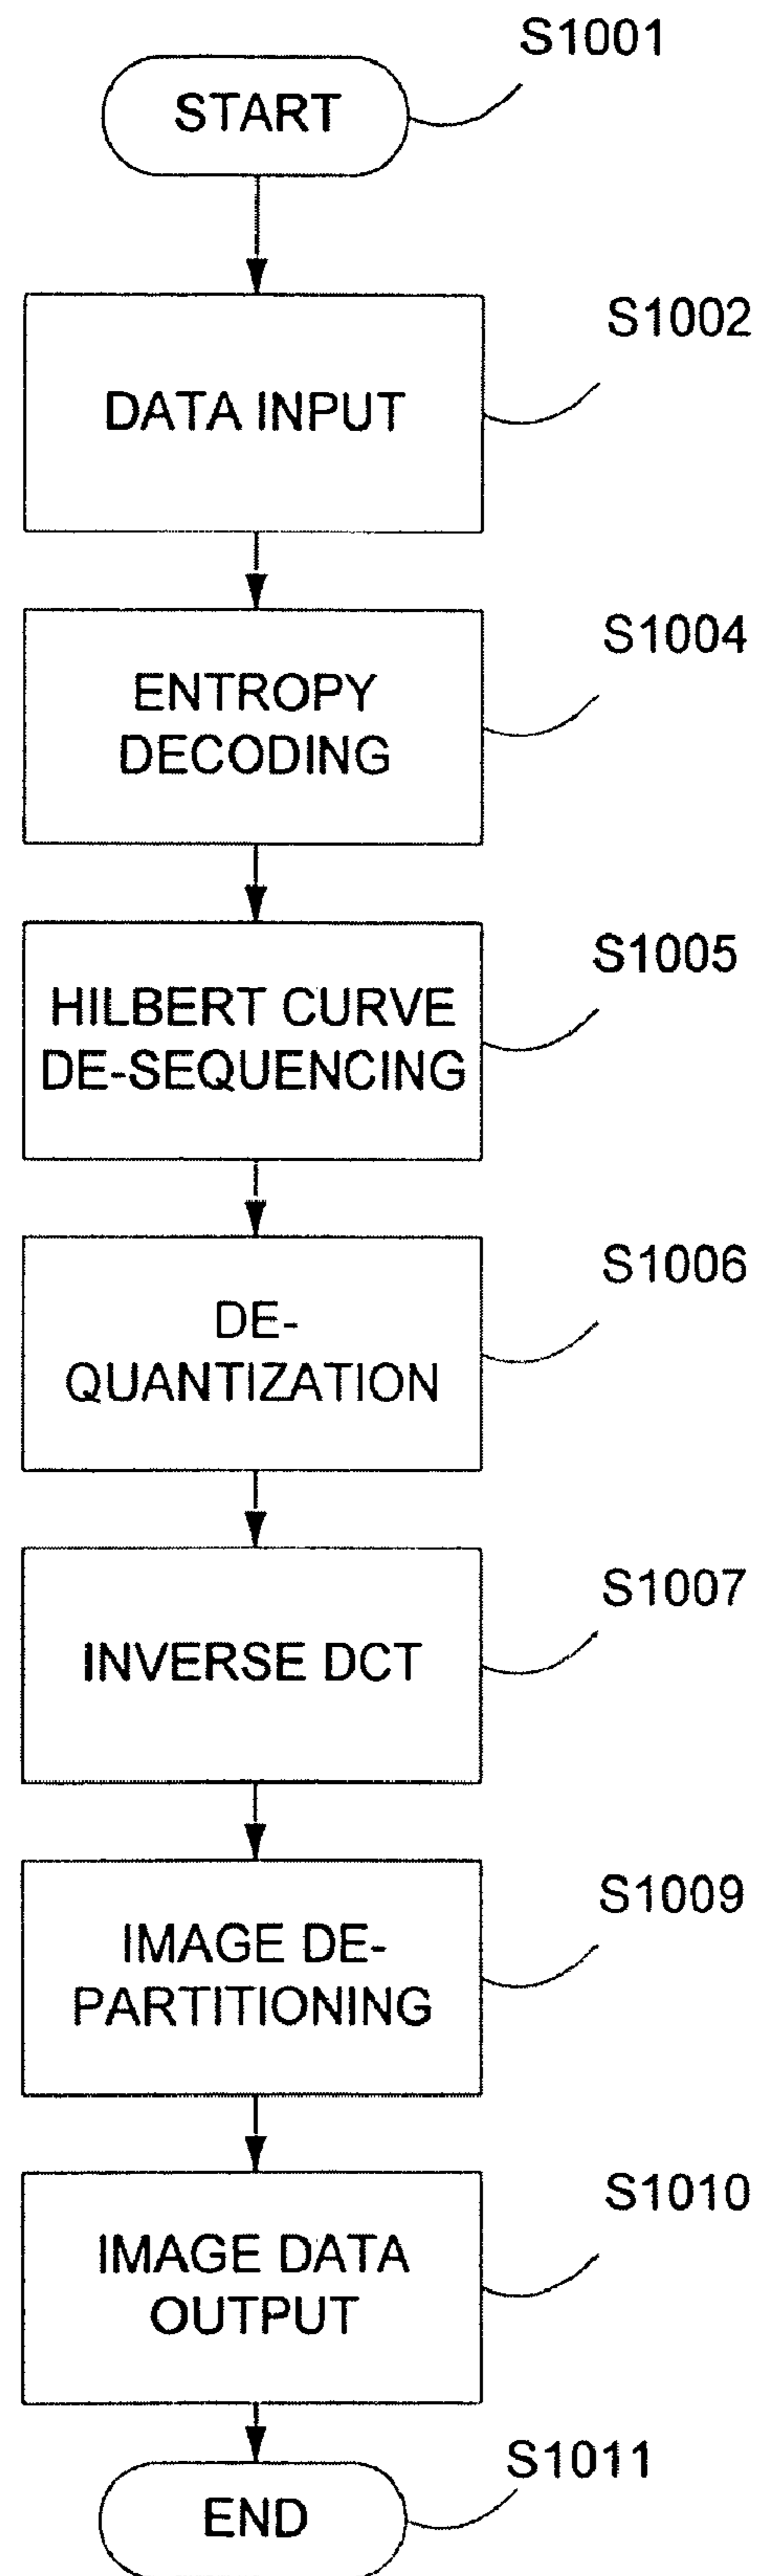 S1001
START
S1002
DATA INPUT
S1004
ENTROPY
DECODING
S1005
HILBERT CURVE
DE-SEQUENCING
S1006
DE-
QUANTIZATION
S1007
INVERSE DCT
S1009
IMAGE DE-
PARTITIONING
S1010
IMAGE DATA
OUTPUT
S1011
END